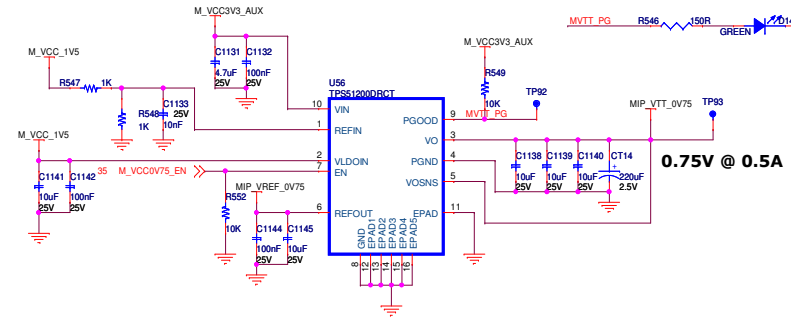 M_VCC3V3_AUX
MVTT_PG
R546
150R
GREEN
M_VCC_1V5
C1131
4.7uF
25V
C1132
100nF
25V
M_VCC3V3_AUX
R547
1K
U56
TPS51200DRCT
R549
10K
TP92
R548
1K
C1133
25V
10nF
10
VIN
PGOOD
9
MVTT_PG
MIP_VTT_0V75
TP93
1
REFIN
M_VCC_1V5
VO
3
2
VLDOIN
PGND
4
0.75V @ 0.5A
35
M_VCC0V75_EN
7
EN
C1141
10uF
25V
C1142
100nF
25V
C1138
10uF
25V
C1139
10uF
25V
C1140
10uF
25V
CT14
220uF
2.5V
VOSNS
5
MIP_VREF_0V75
R552
10K
6
REFOUT
EPAD
11
C1144
100nF
25V
C1145
10uF
25V
GND
EPAD1
EPAD2
EPAD3
EPAD4
EPAD5
8
12
13
14
15
16